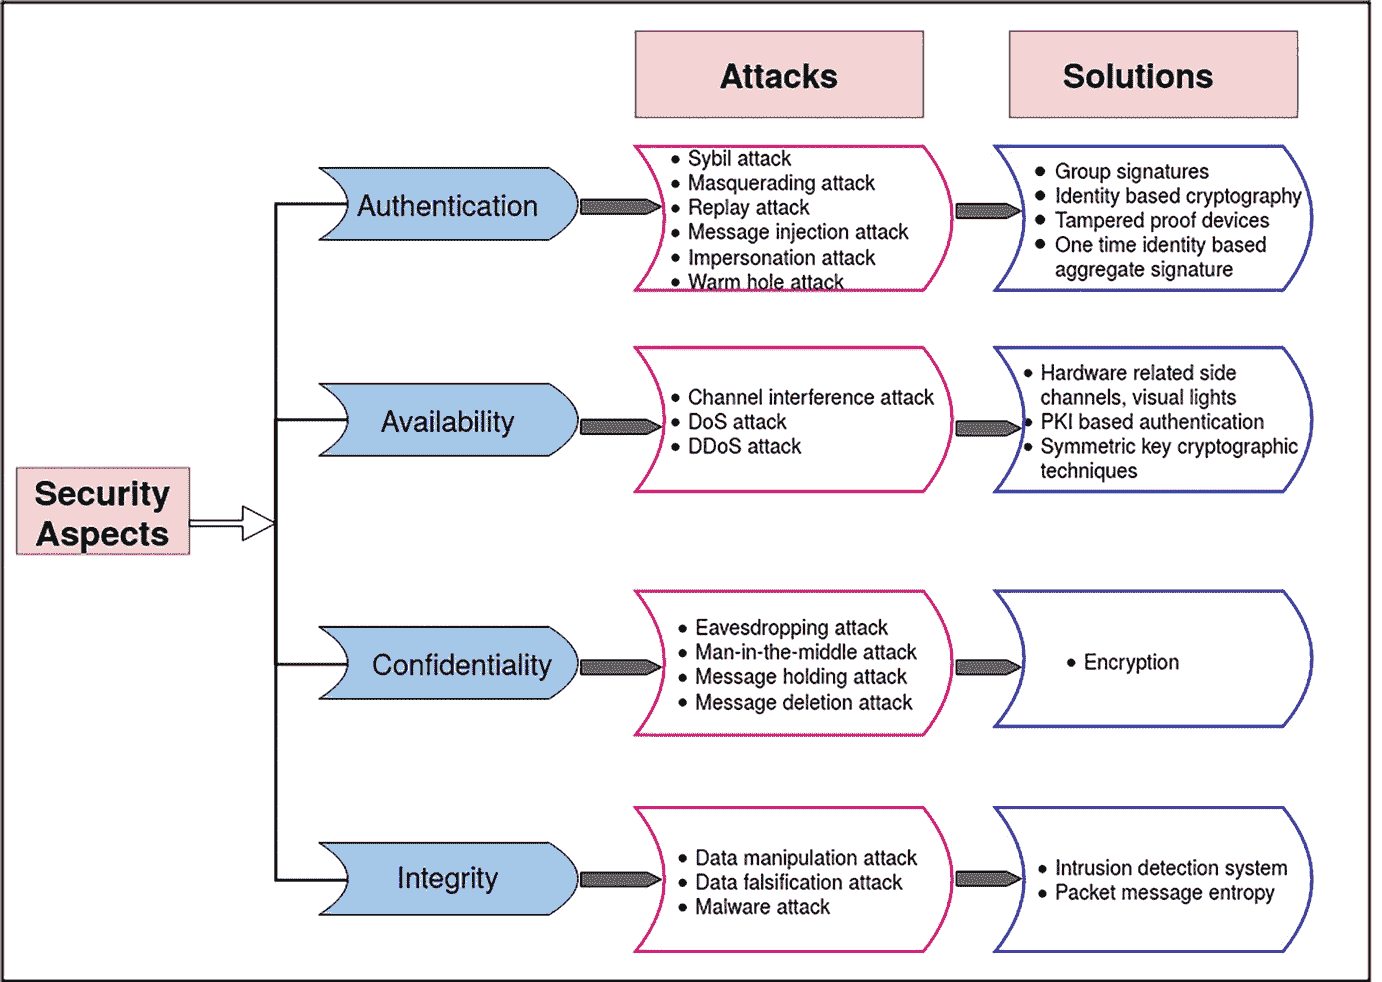 Attacks
Solutions
Security
Aspects
Authentication
• Sybil attack
• Masquerading attack
• Replay attack
• Message injection attack
• Impersonation attack
• Warm hole attack
• Group signatures
• Identity based cryptography
• Tampered proof devices
• One time identity based
aggregate signature
Availability
• Channel interference attack
• DoS attack
• DDoS attack
• Hardware related side
channels, visual lights
• PKI based authentication
• Symmetric key cryptographic
techniques
Confidentiality
• Eavesdropping attack
• Man-in-the-middle attack
• Message holding attack
• Message deletion attack
• Encryption
Integrity
• Data manipulation attack
• Data falsification attack
• Malware attack
• Intrusion detection system
• Packet message entropy